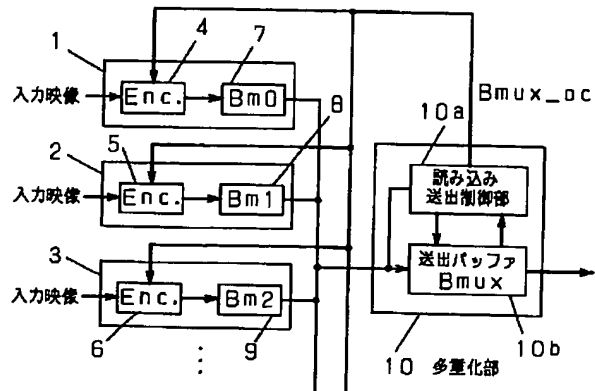 1
4
7
入力映像
Enc.
Bm0
8
Bmux_oc
10a
2
5
入力映像
Enc.
Bm1
読み込み
送出制御部
3
入力映像
Enc.
Bm2
送出バッファ
Bmux
6
9
10 多重化部
10b